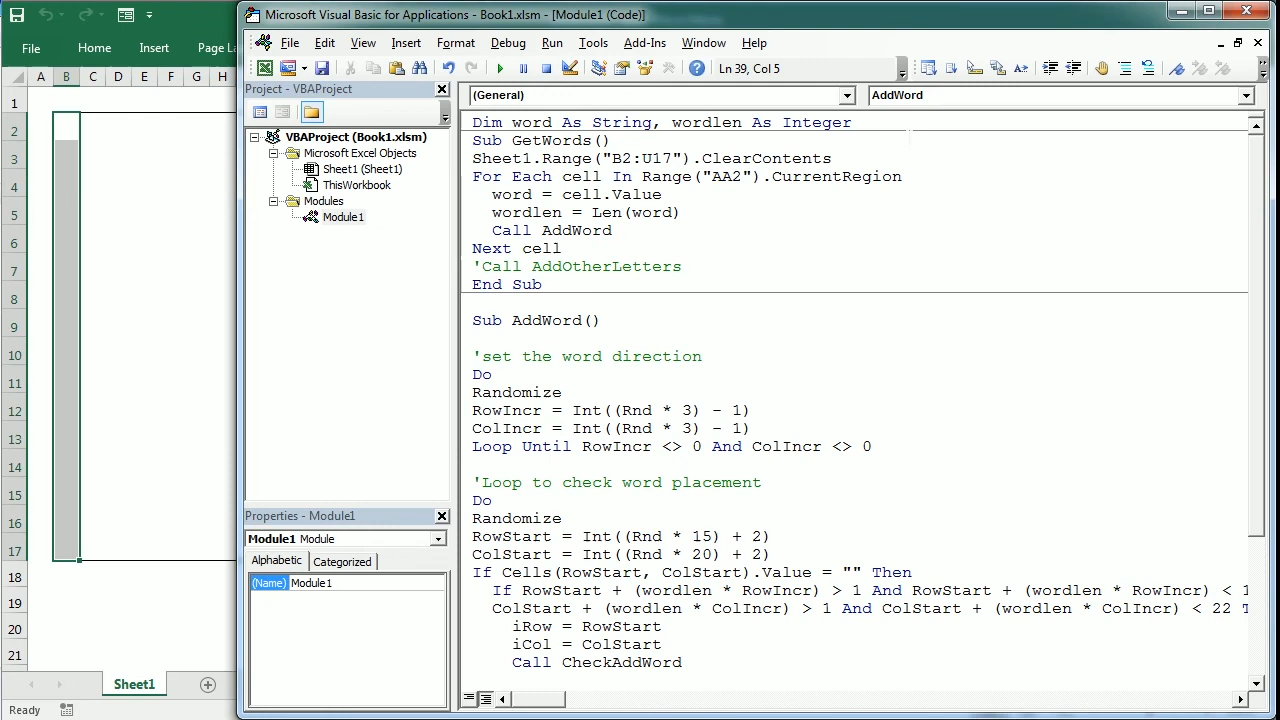 Microsoft Visual Basic for Applications - Book1.xlsm - [Module1 (Code)]
File Home Insert Page La
File Edit View Insert Format Debug Run Tools Add-Ins Window Help
Ln 39, Col 5
A B C D E F G H
1
2
3
4
5
6
7
8
9
10
11
12
13
14
15
16
17
18
19
20
21
Sheet1
Ready
Project - VBAProject
VBAProject (Book1.xlsm)
Microsoft Excel Objects
Sheet1 (Sheet1)
ThisWorkbook
Modules
Module1
Properties - Module1
Module1 Module
Alphabetic Categorized
(Name) Module1
(General) AddWord
Dim word As String, wordlen As Integer
Sub GetWords()
Sheet1.Range("B2:U17").ClearContents
For Each cell In Range("AA2").CurrentRegion
word = cell.Value
wordlen = Len(word)
Call AddWord
Next cell
'Call AddOtherLetters
End Sub
Sub AddWord()
'set the word direction
Do
Randomize
RowIncr = Int((Rnd * 3) - 1)
ColIncr = Int((Rnd * 3) - 1)
Loop Until RowIncr <> 0 And ColIncr <> 0
'Loop to check word placement
Do
Randomize
RowStart = Int((Rnd * 15) + 2)
ColStart = Int((Rnd * 20) + 2)
If Cells(RowStart, ColStart).Value = "" Then
If RowStart + (wordlen * RowIncr) > 1 And RowStart + (wordlen * RowIncr) < 1
ColStart + (wordlen * ColIncr) > 1 And ColStart + (wordlen * ColIncr) < 22 T
iRow = RowStart
iCol = ColStart
Call CheckAddWord